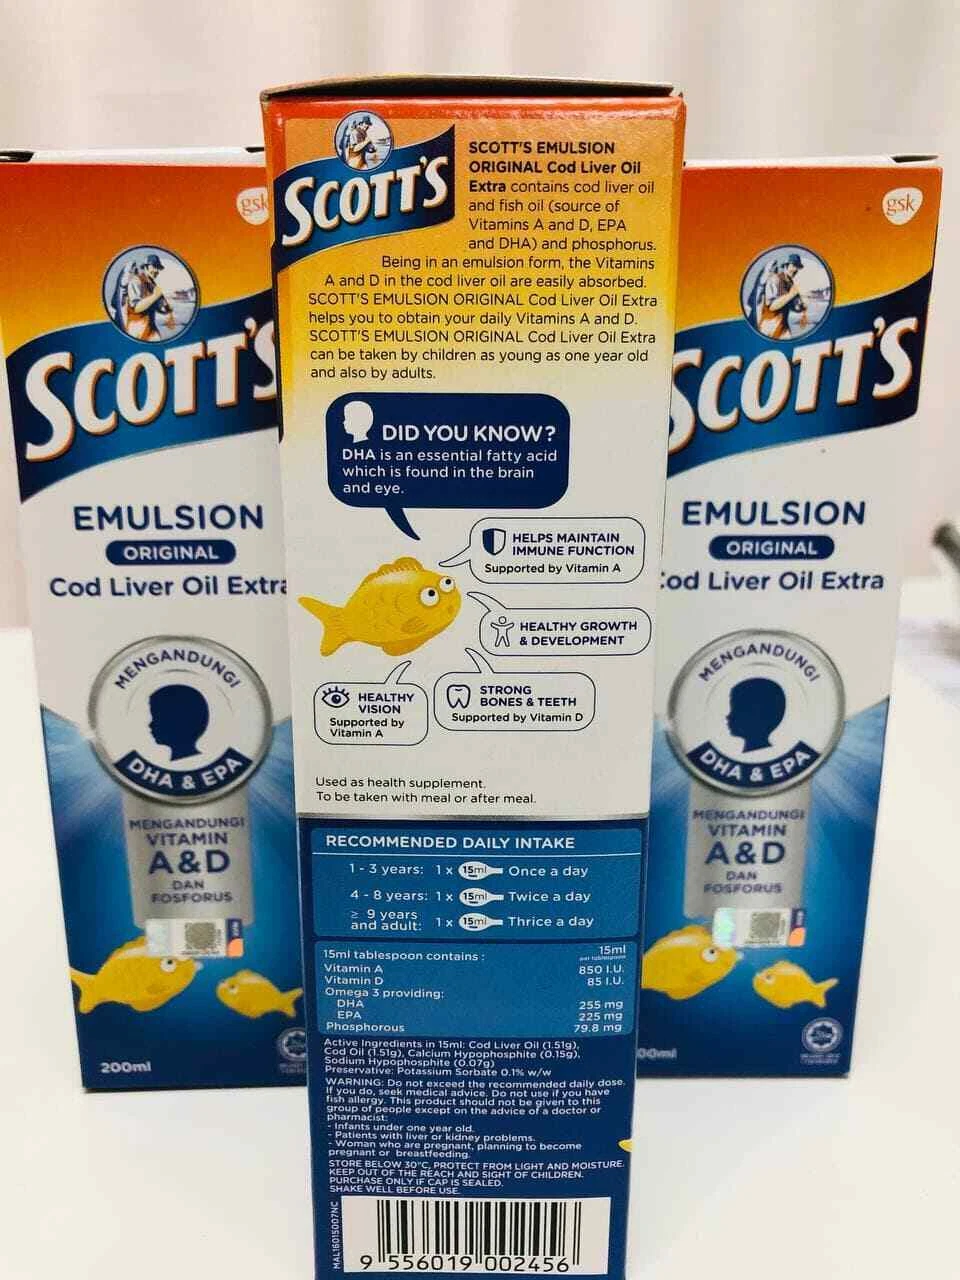 SCOTT'S
SCOTT'S EMULSION
ORIGINAL Cod Liver Oil
Extra contains cod liver oil
and fish oil (source of
Vitamins A and D, EPA
and DHA) and phosphorus.
Being in an emulsion form, the Vitamins
A and D in the cod liver oil are easily absorbed.
SCOTT'S EMULSION ORIGINAL Cod Liver Oil Extra
helps you to obtain your daily Vitamins A and D.
SCOTT'S EMULSION ORIGINAL Cod Liver Oil Extra
can be taken by children as young as one year old
and also by adults.
DID YOU KNOW?
DHA is an essential fatty acid
which is found in the brain
and eye.
HELPS MAINTAIN
IMMUNE FUNCTION
Supported by Vitamin A
HEALTHY GROWTH
& DEVELOPMENT
HEALTHY
VISION
Supported by
Vitamin A
STRONG
BONES & TEETH
Supported by Vitamin D
Used as health supplement.
To be taken with meal or after meal.
RECOMMENDED DAILY INTAKE
1 - 3 years: 1 x 15ml Once a day
4 - 8 years: 1 x 15ml Twice a day
≥ 9 years
and adult: 1 x 15ml Thrice a day
15ml tablespoon contains : 15ml
per tablespoon
Vitamin A 850 I.U.
Vitamin D 85 I.U.
Omega 3 providing:
DHA 255 mg
EPA 225 mg
Phosphorous 79.8 mg
Active Ingredients in 15ml: Cod Liver Oil (1.51g),
Cod Oil (1.51g), Calcium Hypophosphite (0.15g),
Sodium Hypophosphite (0.07g)
Preservative: Potassium Sorbate 0.1% w/w
WARNING: Do not exceed the recommended daily dose.
If you do, seek medical advice. Do not use if you have
fish allergy. This product should not be given to this
group of people except on the advice of a doctor or
pharmacist:
- Infants under one year old.
- Patients with liver or kidney problems.
- Woman who are pregnant, planning to become
pregnant or breastfeeding.
STORE BELOW 30°C, PROTECT FROM LIGHT AND MOISTURE.
KEEP OUT OF THE REACH AND SIGHT OF CHILDREN.
PURCHASE ONLY IF CAP IS SEALED.
SHAKE WELL BEFORE USE.
MAL16015007NC
9 556019 002456
gsk
SCOTT'S
EMULSION
ORIGINAL
Cod Liver Oil Extra
MENGANDUNGI
DHA & EPA
MENGANDUNGI
VITAMIN
A&D
DAN
FOSFORUS
200ml
gsk
SCOTT'S
EMULSION
ORIGINAL
Cod Liver Oil Extra
MENGANDUNGI
DHA & EPA
MENGANDUNGI
VITAMIN
A&D
DAN
FOSFORUS
00ml